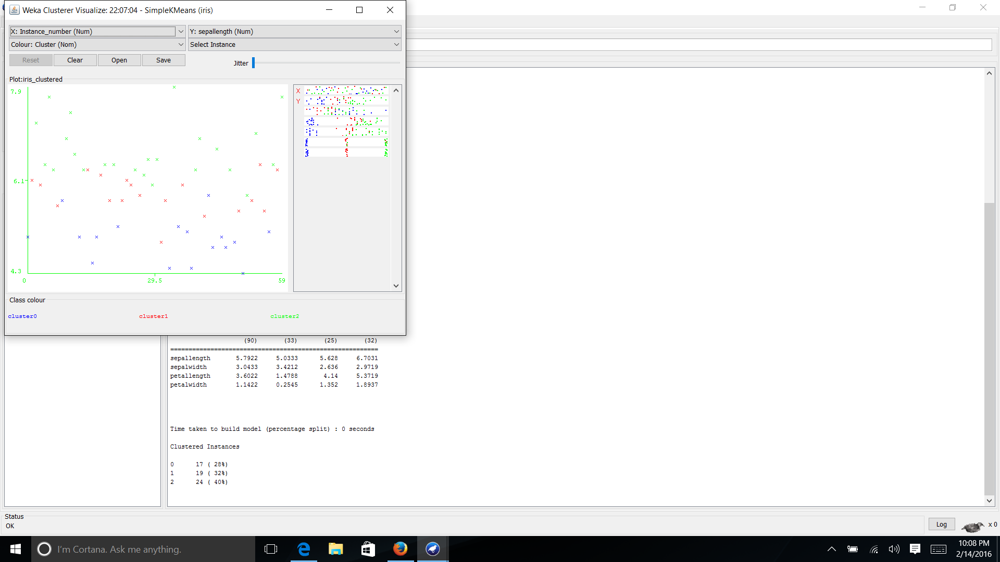 Weka Clusterer Visualize: 22:07:04 - SimpleKMeans (iris)
X: Instance_number (Num)
Y: sepallength (Num)
Colour: Cluster (Nom)
Select Instance
Reset
Clear
Open
Save
Jitter
Plot:iris_clustered
7.9
6.1
4.3
0
29.5
59
X
Y
Class colour
cluster0
cluster1
cluster2
(90) (33) (25) (32)
=========================================================
sepallength 5.7922 5.0333 5.628 6.7031
sepalwidth 3.0433 3.4212 2.636 2.9719
petallength 3.6022 1.4788 4.14 5.3719
petalwidth 1.1422 0.2545 1.352 1.8937
Time taken to build model (percentage split) : 0 seconds
Clustered Instances
0 17 ( 28%)
1 19 ( 32%)
2 24 ( 40%)
Status
OK
Log
x 0
I'm Cortana. Ask me anything.
10:08 PM
2/14/2016